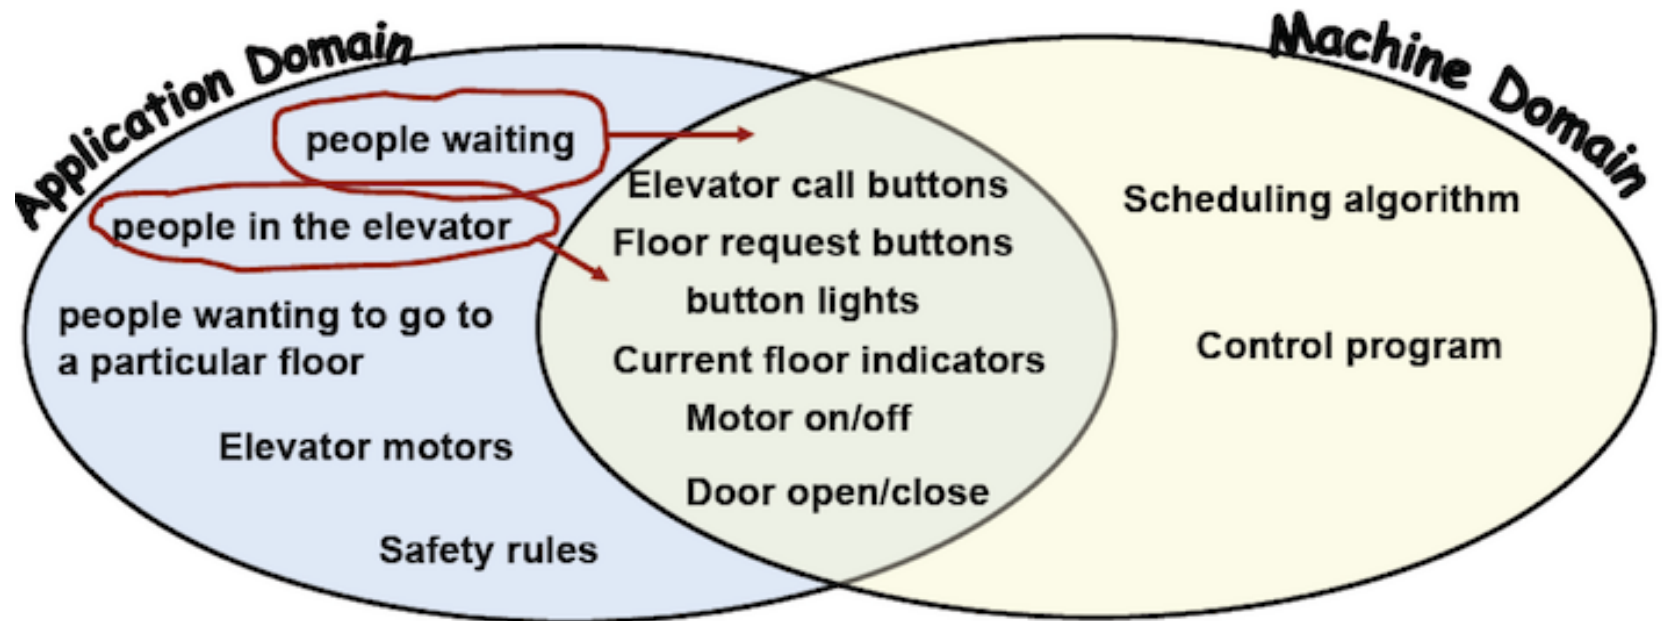 Application Domain
people waiting
people in the elevator
people wanting to go to
a particular floor
Elevator motors
Safety rules
Elevator call buttons
Floor request buttons
button lights
Current floor indicators
Motor on/off
Door open/close
Machine Domain
Scheduling algorithm
Control program